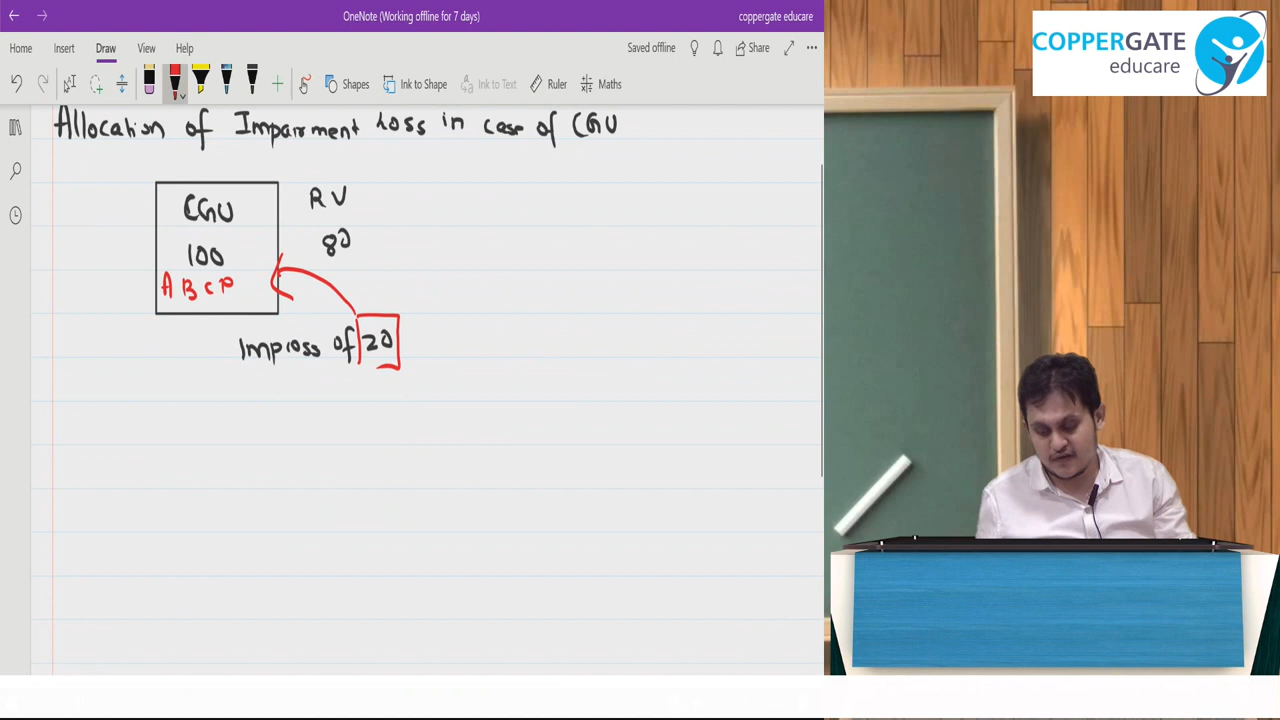 OneNote (Working offline for 7 days)
coppergate educare
Home Insert Draw View Help
Saved offline Share
Shapes Ink to Shape Ink to Text Ruler Maths
COPPERGATE
educare
Allocation of Impairment Loss in case of CGU
CGU RV
100 80
A B C D
Imploss of 20